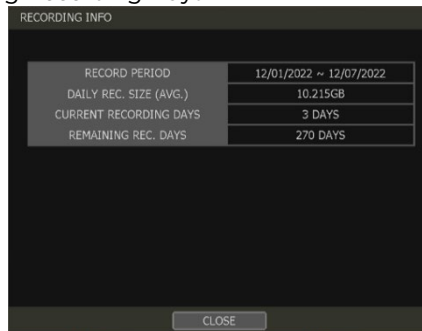 RECORDING INFO
RECORD PERIOD 12/01/2022 ~ 12/07/2022
DAILY REC. SIZE (AVG.) 10.215GB
CURRENT RECORDING DAYS 3 DAYS
REMAINING REC. DAYS 270 DAYS
CLOSE